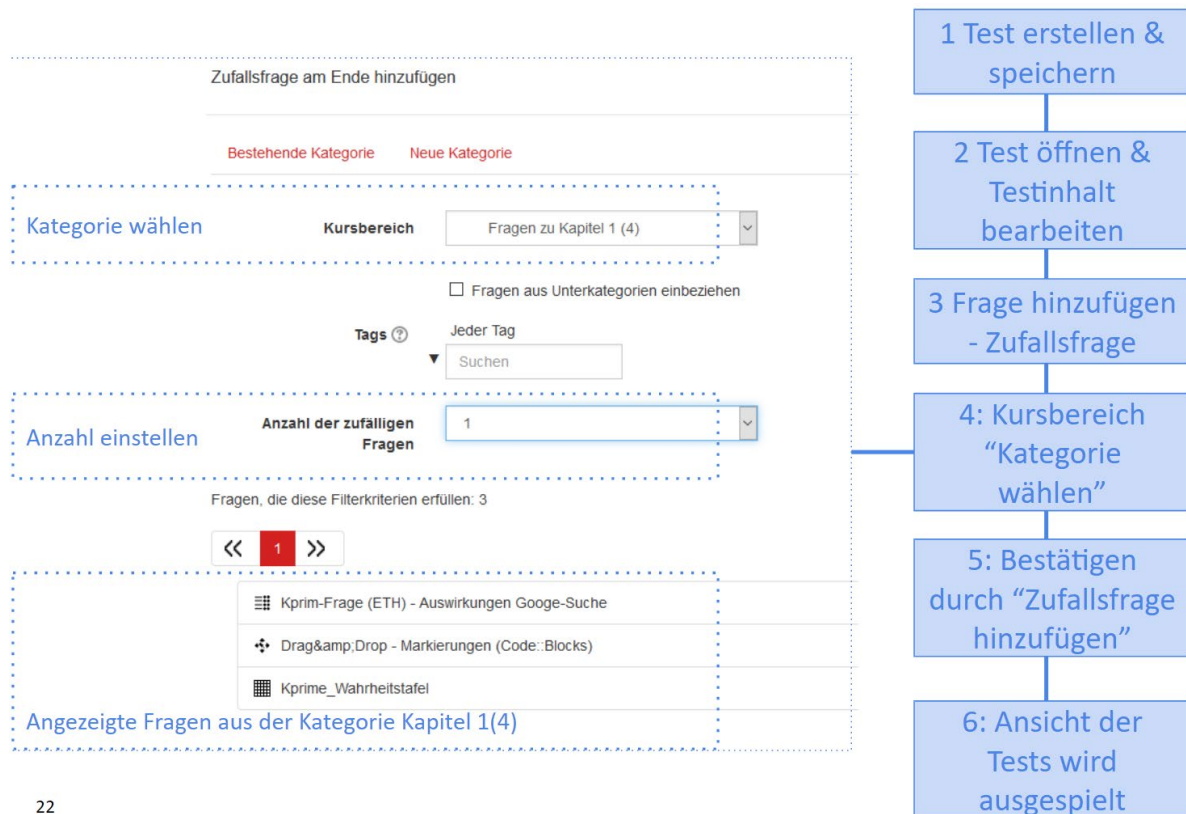 Zufallsfrage am Ende hinzufügen
Bestehende Kategorie Neue Kategorie
Kategorie wählen
Kursbereich
Fragen zu Kapitel 1 (4)
Fragen aus Unterkategorien einbeziehen
Tags
?
Jeder Tag
Suchen
Anzahl einstellen
Anzahl der zufälligen
Fragen
1
Fragen, die diese Filterkriterien erfüllen: 3
1
Kprim-Frage (ETH) - Auswirkungen Googe-Suche
Drag&amp;Drop - Markierungen (Code::Blocks)
Kprime_Wahrheitstafel
Angezeigte Fragen aus der Kategorie Kapitel 1(4)
1 Test erstellen &
speichern
2 Test öffnen &
Testinhalt
bearbeiten
3 Frage hinzufügen
- Zufallsfrage
4: Kursbereich
“Kategorie
wählen”
5: Bestätigen
durch “Zufallsfrage
hinzufügen”
6: Ansicht der
Tests wird
ausgespielt
22